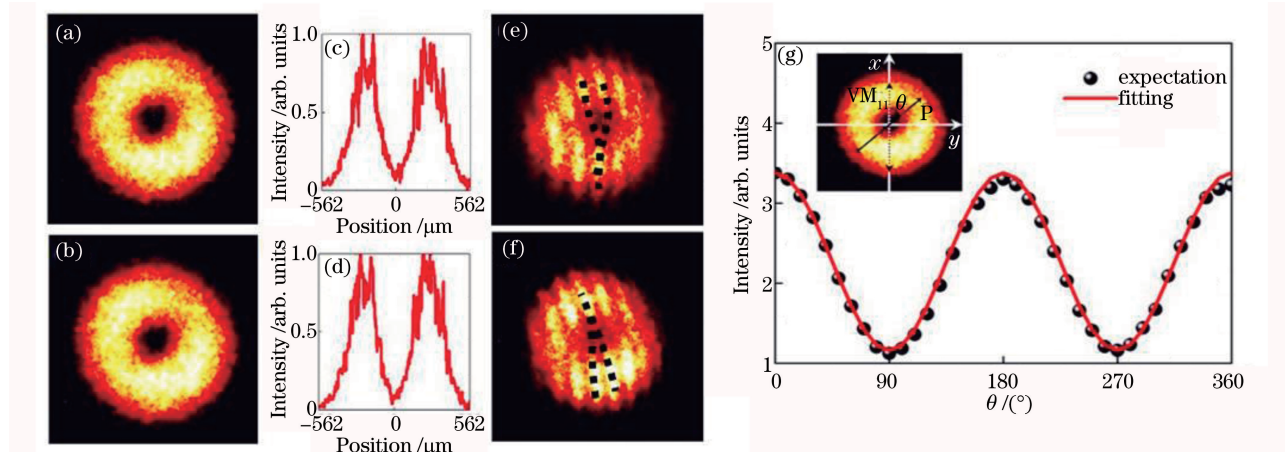 (a)
(b)
(c)
1.0
0.5
0
−562
0
562
Intensity /arb. units
Position /μm
(d)
1.0
0.5
0
−562
0
562
Intensity /arb. units
Position /μm
(e)
(f)
(g)
5
4
3
2
1
Intensity /arb. units
x
VM11 θ
P
y
expectation
fitting
0
90
180
270
360
θ /(°)